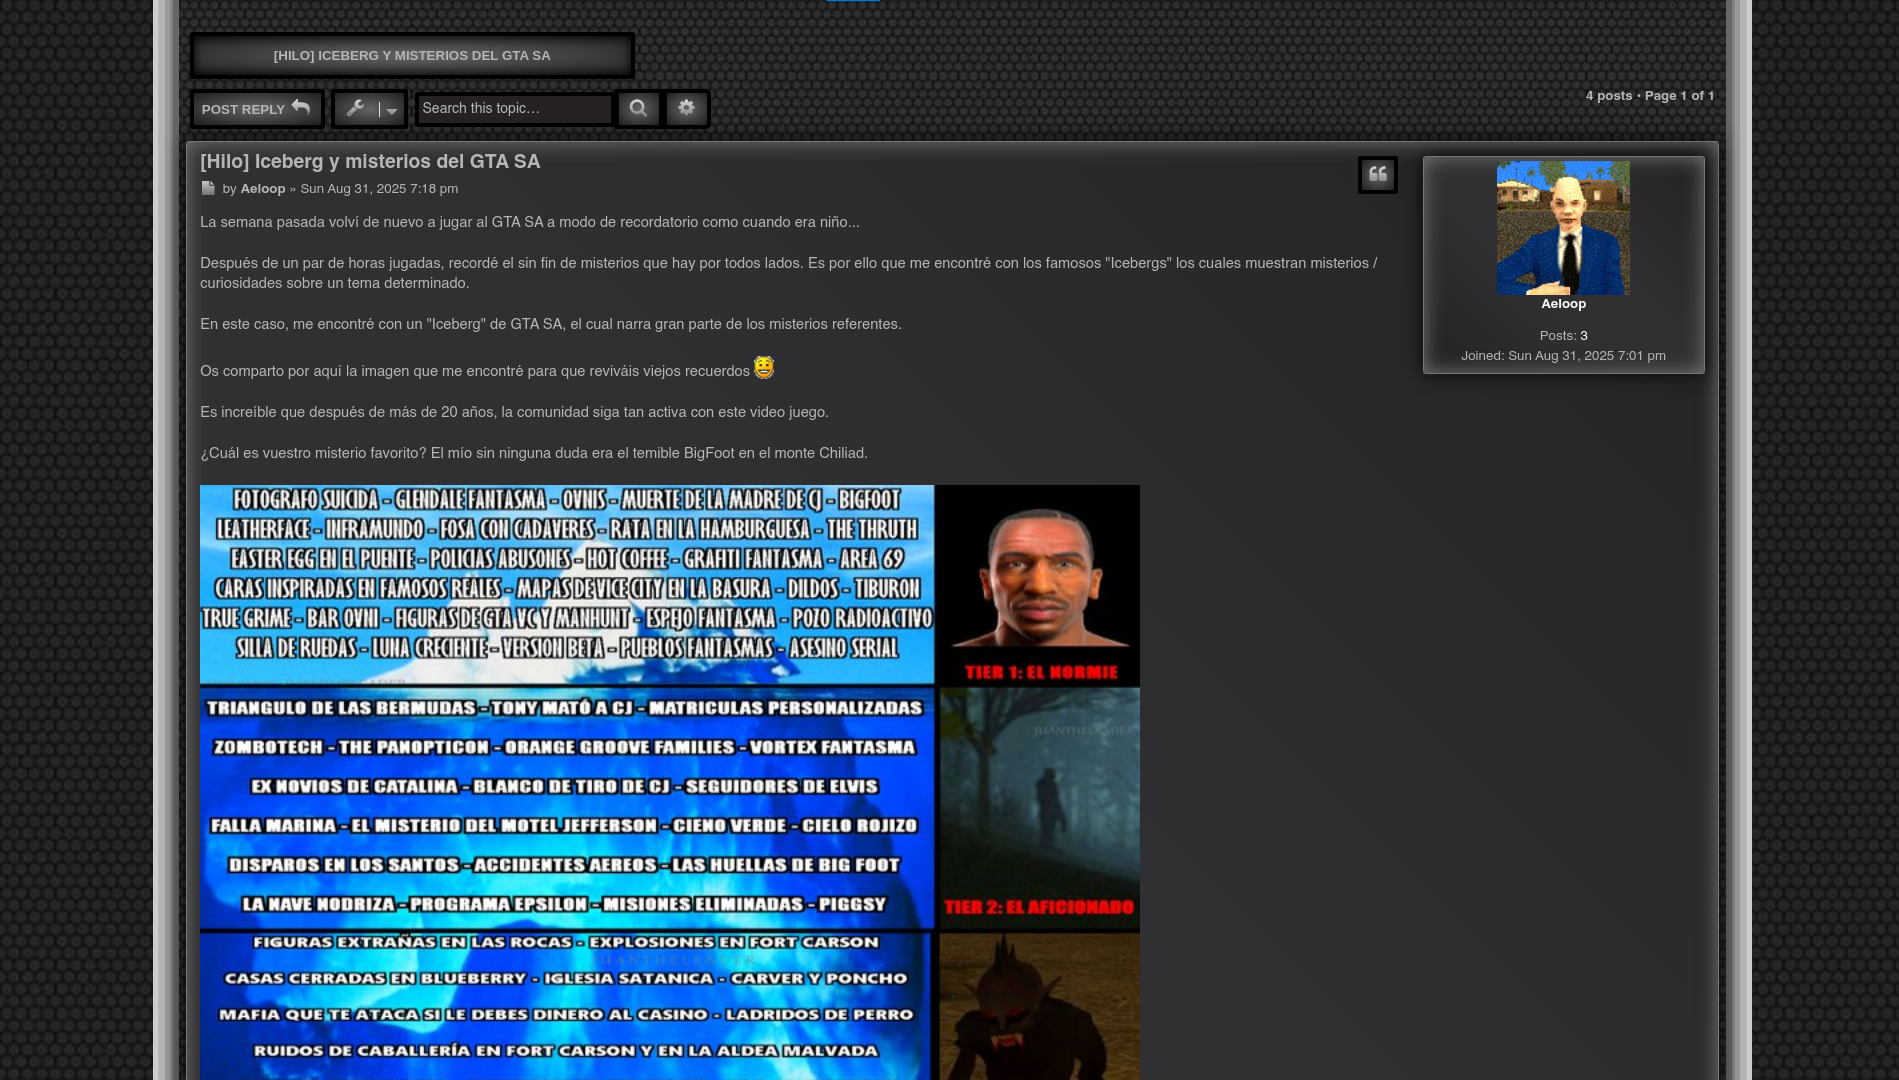 [HILO] ICEBERG Y MISTERIOS DEL GTA SA
POST REPLY
Search this topic…
4 posts • Page 1 of 1
[Hilo] Iceberg y misterios del GTA SA
by Aeloop » Sun Aug 31, 2025 7:18 pm
La semana pasada volví de nuevo a jugar al GTA SA a modo de recordatorio como cuando era niño...
Después de un par de horas jugadas, recordé el sin fin de misterios que hay por todos lados. Es por ello que me encontré con los famosos "Icebergs" los cuales muestran misterios /
curiosidades sobre un tema determinado.
En este caso, me encontré con un "Iceberg" de GTA SA, el cual narra gran parte de los misterios referentes.
Os comparto por aquí la imagen que me encontré para que reviváis viejos recuerdos
Es increíble que después de más de 20 años, la comunidad siga tan activa con este video juego.
¿Cuál es vuestro misterio favorito? El mío sin ninguna duda era el temible BigFoot en el monte Chiliad.
Aeloop
Posts: 3
Joined: Sun Aug 31, 2025 7:01 pm
FOTOGRAFO SUICIDA - GLENDALE FANTASMA - OVNIS - MUERTE DE LA MADRE DE CJ - BIGFOOT
LEATHERFACE - INFRAMUNDO - FOSA CON CADAVERES - RATA EN LA HAMBURGUESA - THE THRUTH
EASTER EGG EN EL PUENTE - POLICIAS ABUSONES - HOT COFFEE - GRAFITI FANTASMA - AREA 69
CARAS INSPIRADAS EN FAMOSOS REALES - MAPAS DE VICE CITY EN LA BASURA - DILDOS - TIBURON
TRUE GRIME - BAR OVNI - FIGURAS DE GTA VC Y MANHUNT - ESPEJO FANTASMA - POZO RADIOACTIVO
SILLA DE RUEDAS - LUNA CRECIENTE - VERSION BETA - PUEBLOS FANTASMAS - ASESINO SERIAL
TIER 1: EL NORMIE
TRIANGULO DE LAS BERMUDAS - TONY MATÓ A CJ - MATRICULAS PERSONALIZADAS
ZOMBOTECH - THE PANOPTICON - ORANGE GROOVE FAMILIES - VORTEX FANTASMA
EX NOVIOS DE CATALINA - BLANCO DE TIRO DE CJ - SEGUIDORES DE ELVIS
FALLA MARINA - EL MISTERIO DEL MOTEL JEFFERSON - CIENO VERDE - CIELO ROJIZO
DISPAROS EN LOS SANTOS - ACCIDENTES AEREOS - LAS HUELLAS DE BIG FOOT
LA NAVE NODRIZA - PROGRAMA EPSILON - MISIONES ELIMINADAS - PIGGSY
JUANTHELEADER
TIER 2: EL AFICIONADO
FIGURAS EXTRAÑAS EN LAS ROCAS - EXPLOSIONES EN FORT CARSON
JUANTHELEADER
CASAS CERRADAS EN BLUEBERRY - IGLESIA SATANICA - CARVER Y PONCHO
MAFIA QUE TE ATACA SI LE DEBES DINERO AL CASINO - LADRIDOS DE PERRO
RUIDOS DE CABALLERÍA EN FORT CARSON Y EN LA ALDEA MALVADA